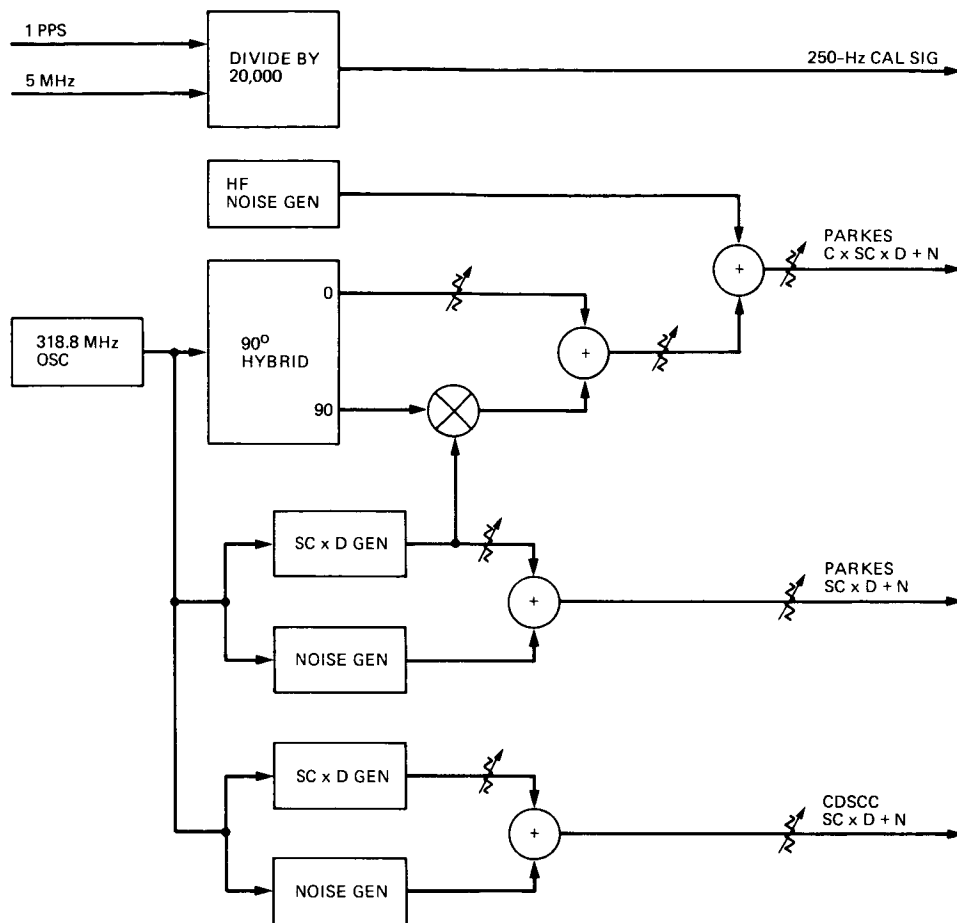 1 PPS
5 MHz
DIVIDE BY
20,000
250-Hz CAL SIG
HF
NOISE GEN
PARKES
C x SC x D + N
0
318.8 MHz
OSC
90°
HYBRID
90
SC x D GEN
PARKES
SC x D + N
NOISE GEN
SC x D GEN
CDSCC
SC x D + N
NOISE GEN